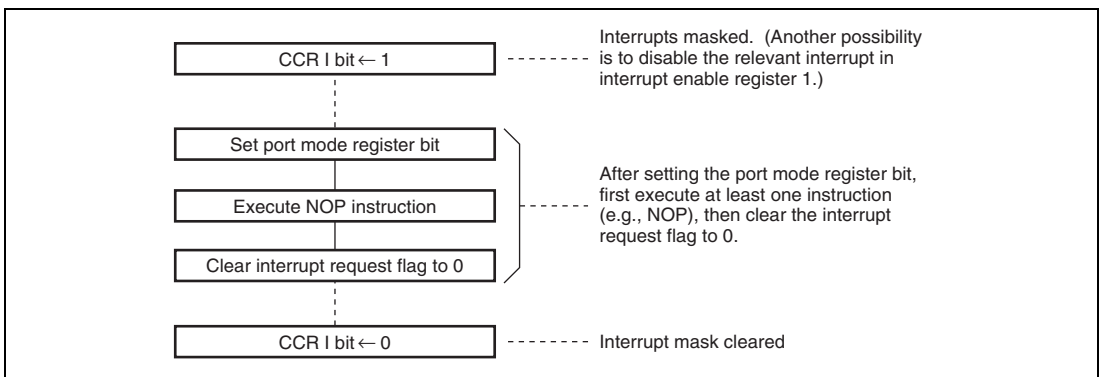 CCR I bit ← 1
Interrupts masked. (Another possibility
is to disable the relevant interrupt in
interrupt enable register 1.)
Set port mode register bit
Execute NOP instruction
Clear interrupt request flag to 0
After setting the port mode register bit,
first execute at least one instruction
(e.g., NOP), then clear the interrupt
request flag to 0.
CCR I bit ← 0
Interrupt mask cleared